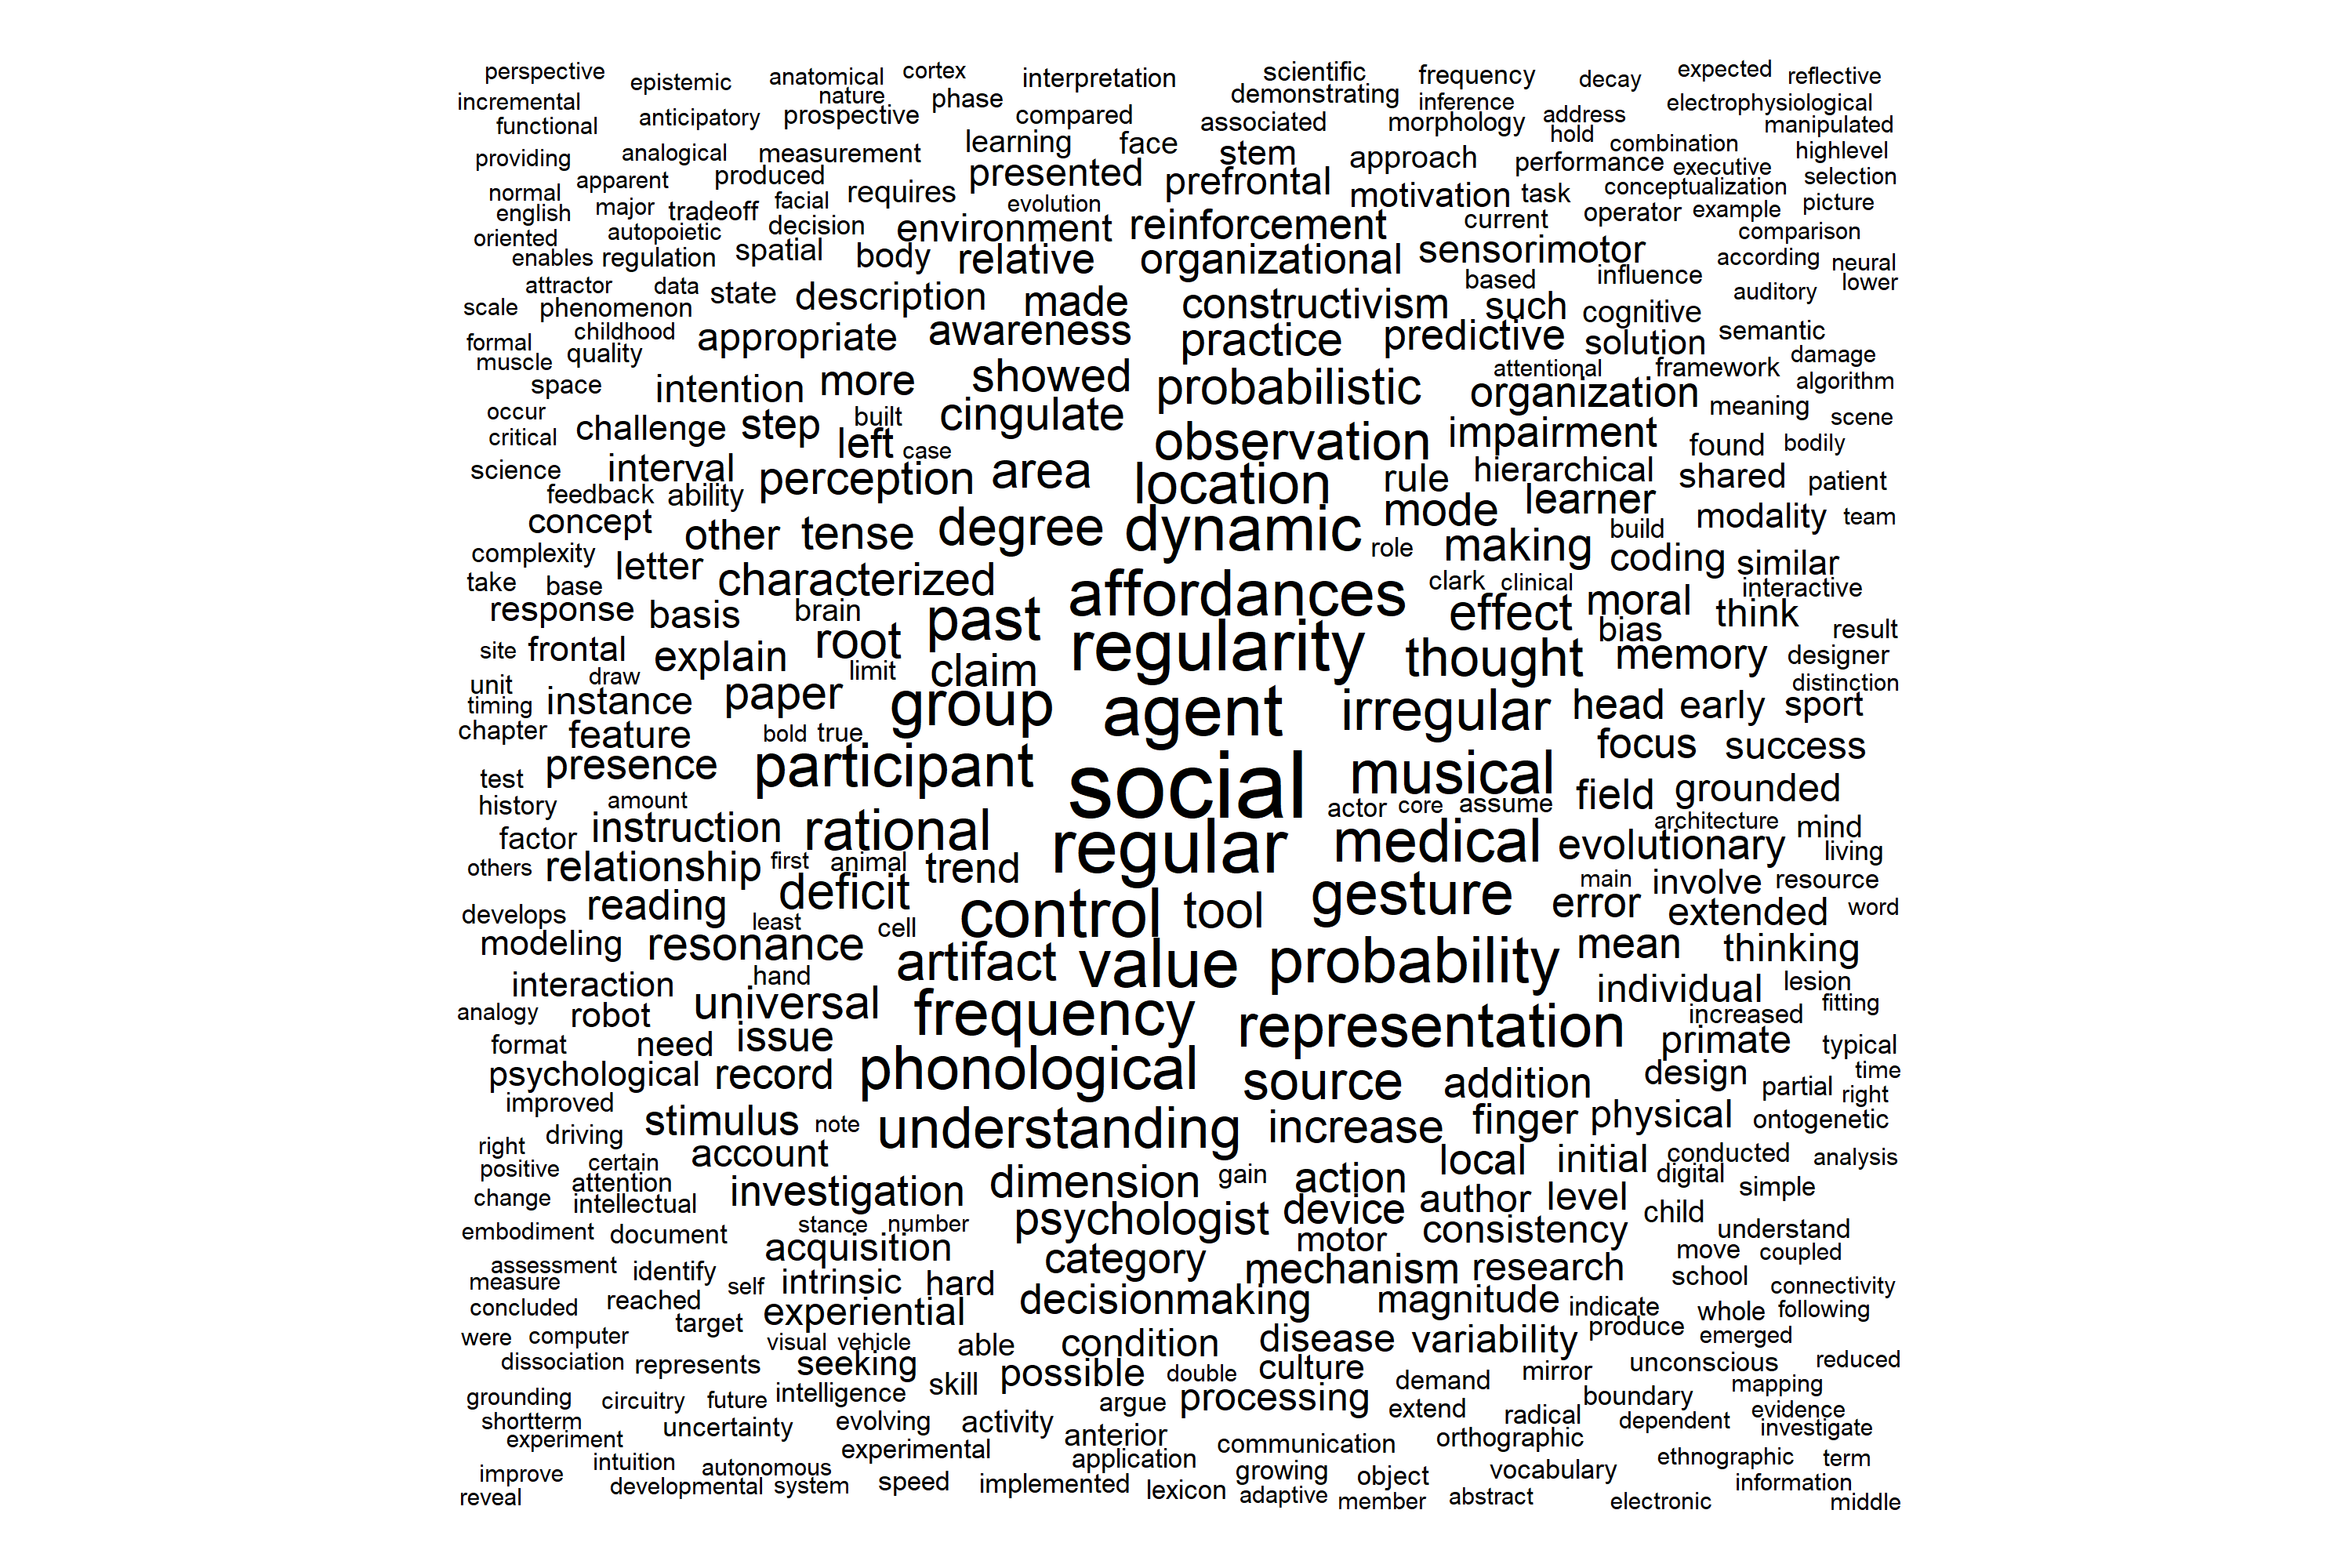 perspective epistemic anatomical cortex interpretation scientific frequency decay expected reflective
incremental nature phase demonstrating inference electrophysiological
functional anticipatory prospective compared associated morphology address manipulated
learning face stem hold combination
providing analogical measurement approach performance executive highlevel
normal apparent produced requires presented prefrontal motivation task conceptualization selection
english major tradeoff facial evolution operator example picture
oriented autopoietic decision environment reinforcement current comparison
enables regulation spatial body relative organizational sensorimotor according neural
attractor data state description made constructivism based influence auditory lower
scale phenomenon such cognitive
formal childhood appropriate awareness practice predictive solution semantic
muscle quality attentional framework damage
space intention more showed probabilistic organization algorithm
occur challenge step built cingulate observation impairment meaning scene
critical left case found bodily
science interval perception area location rule hierarchical shared patient
feedback ability mode learner
concept other tense degree dynamic build modality team
complexity letter role making coding similar
take base characterized affordances clark clinical interactive
response basis brain past effect moral think
site frontal explain root regularity bias result
unit draw limit claim thought memory designer
timing instance paper group agent irregular head early sport distinction
chapter feature bold true focus success
test presence participant social musical
history amount actor core assume field grounded
factor instruction rational regular medical evolutionary architecture mind
others relationship first animal trend living
develops reading deficit control tool gesture error main involve resource
least cell extended word
modeling resonance artifact value probability mean thinking
interaction hand individual lesion
analogy robot universal frequency representation increased fitting
format need issue primate typical
psychological record phonological source addition design partial time
improved right
right driving stimulus note understanding increase finger physical ontogenetic
positive certain account local initial conducted analysis
change attention intellectual investigation dimension gain action digital simple
embodiment document stance number psychologist device author level child understand
assessment acquisition category motor consistency move coupled
measure identify self intrinsic hard mechanism research school connectivity
concluded reached experiential decisionmaking magnitude indicate whole following
were computer target visual vehicle able condition disease variability produce emerged
dissociation represents seeking possible double culture mirror unconscious reduced
grounding circuitry future intelligence skill argue processing demand boundary mapping
shortterm uncertainty evolving activity extend radical dependent evidence
experiment experimental anterior communication orthographic investigate
improve intuition autonomous application growing object vocabulary ethnographic term
reveal developmental system speed implemented lexicon adaptive member abstract electronic information middle